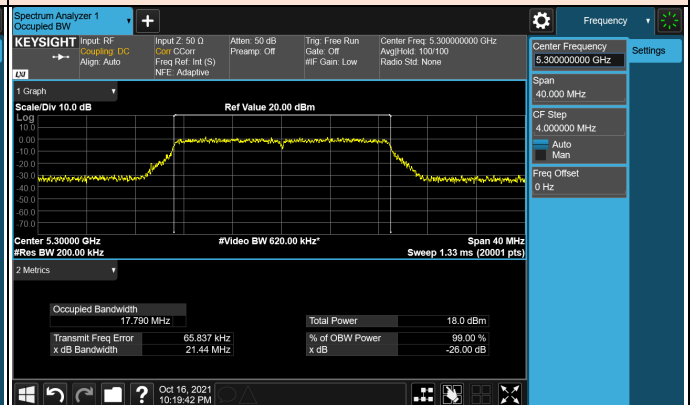 Spectrum Analyzer 1
Occupied BW
+
Frequency
KEYSIGHT
Input: RF
Coupling: DC
Align: Auto
Input Z: 50 Ω
Corr CCorr
Freq Ref: Int (S)
NFE: Adaptive
Atten: 50 dB
Preamp: Off
Trig: Free Run
Gate: Off
#IF Gain: Low
Center Freq: 5.300000000 GHz
Avg|Hold: 100/100
Radio Std: None
LXI
Center Frequency
5.300000000 GHz
Settings
Span
40.000 MHz
CF Step
4.000000 MHz
Auto
Man
Freq Offset
0 Hz
1 Graph
Scale/Div 10.0 dB
Ref Value 20.00 dBm
Log
10.0
0.00
-10.0
-20.0
-30.0
-40.0
-50.0
-60.0
-70.0
Center 5.30000 GHz
#Video BW 620.00 kHz*
Span 40 MHz
#Res BW 200.00 kHz
Sweep 1.33 ms (20001 pts)
2 Metrics
Occupied Bandwidth
17.790 MHz
Total Power 18.0 dBm
Transmit Freq Error 65.837 kHz
% of OBW Power 99.00 %
x dB Bandwidth 21.44 MHz
x dB -26.00 dB
?
Oct 16, 2021
10:19:42 PM